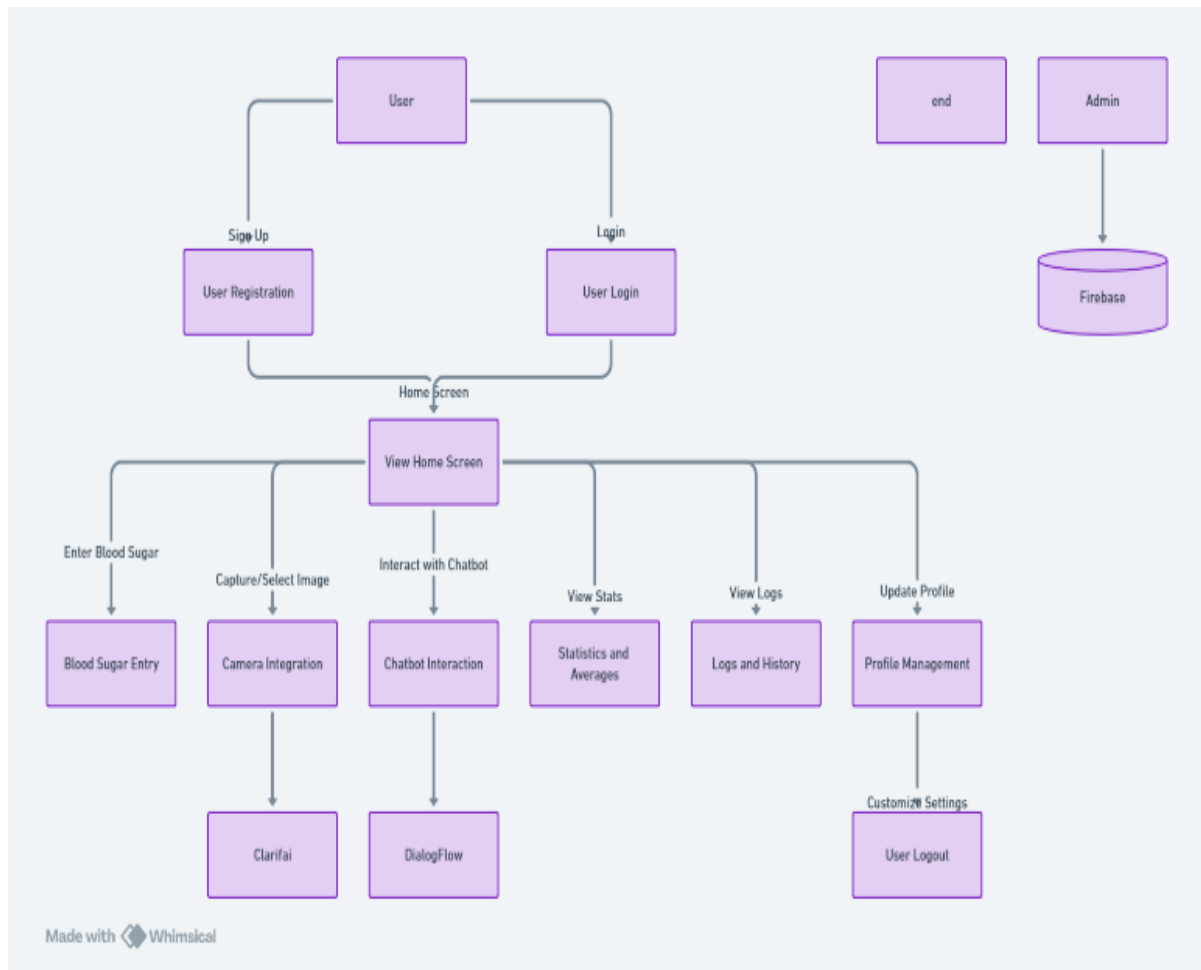 User
end
Admin
Sign Up
Login
User Registration
User Login
Firebase
Home Screen
View Home Screen
Enter Blood Sugar
Capture/Select Image
Interact with Chatbot
View Stats
View Logs
Update Profile
Blood Sugar Entry
Camera Integration
Chatbot Interaction
Statistics and
Averages
Logs and History
Profile Management
Customize Settings
Clarifai
DialogFlow
User Logout
Made with Whimsical